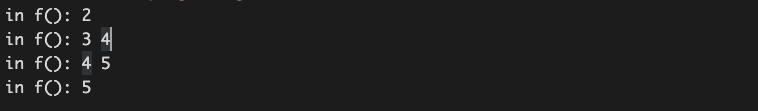 in f(): 2
in f(): 3 4
in f(): 4 5
in f(): 5